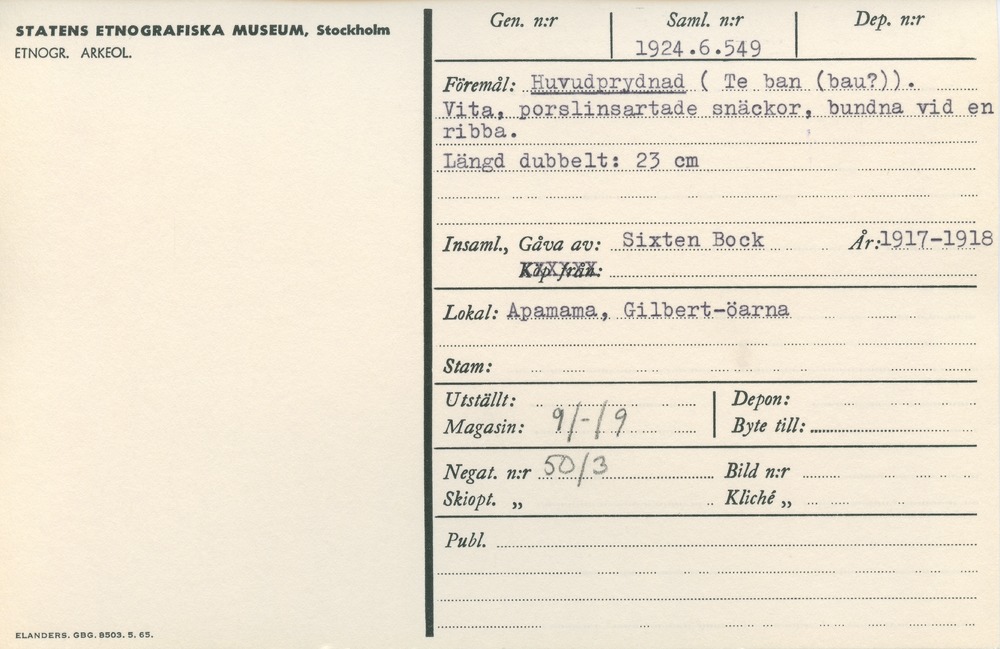 STATENS ETNOGRAFISKA MUSEUM, Stockholm
ETNOGR. ARKEOL.
Gen. n:r Saml. n:r Dep. n:r
1924.6.549
Föremål: Huvudprydnad ( Te ban (bau?)).
Vita, porslinsartade snäckor, bundna vid en
ribba.
Längd dubbelt: 23 cm
Insaml., Gåva av: Sixten Bock År:1917-1918
Köp från:
Lokal: Apamama, Gilbert-öarna
Stam:
Utställt: Depon:
Magasin: 9/-/9 Byte till:
Negat. n:r 50/3 Bild n:r
Skiopt. „ Kliché „
Publ.
ELANDERS. GBG. 8503. 5. 65.